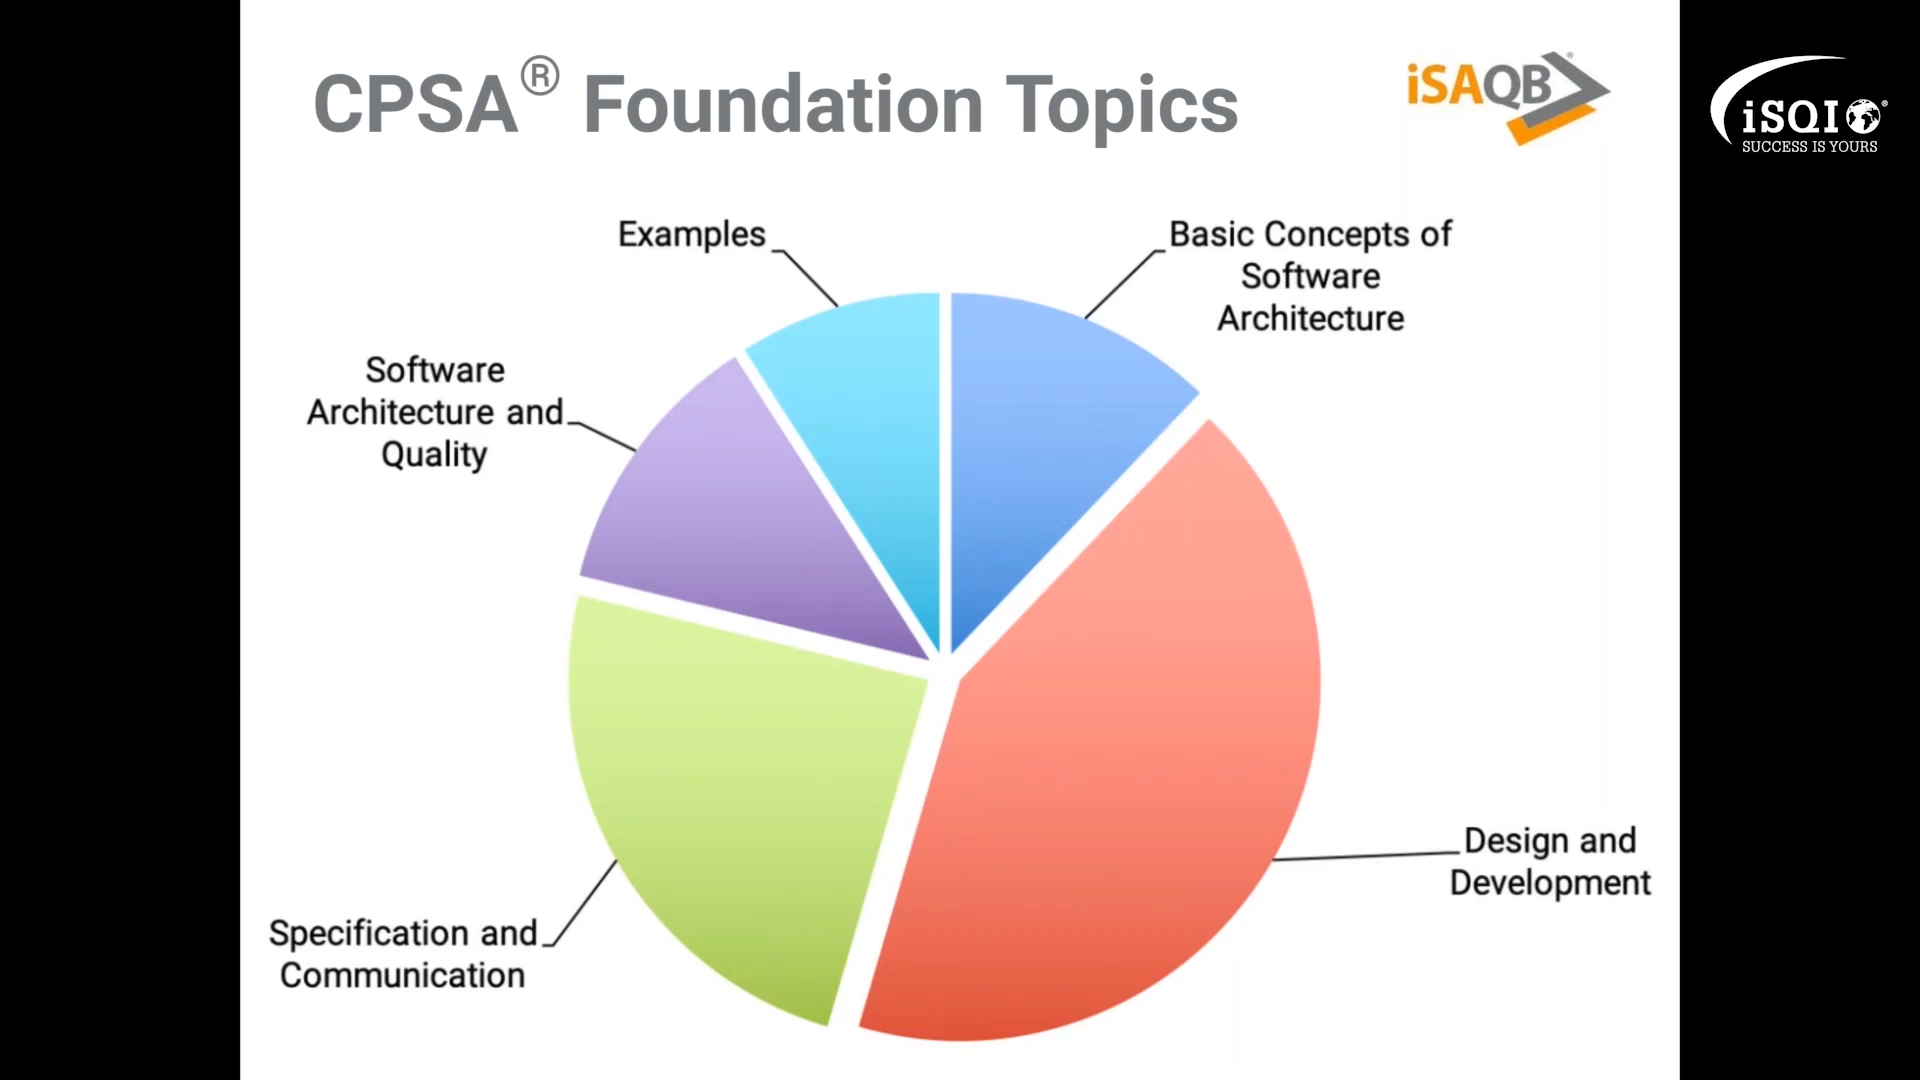 CPSA® Foundation Topics
iSAQB®
iSQI®
SUCCESS IS YOURS
Examples
Basic Concepts of
Software
Architecture
Software
Architecture and
Quality
Design and
Development
Specification and
Communication